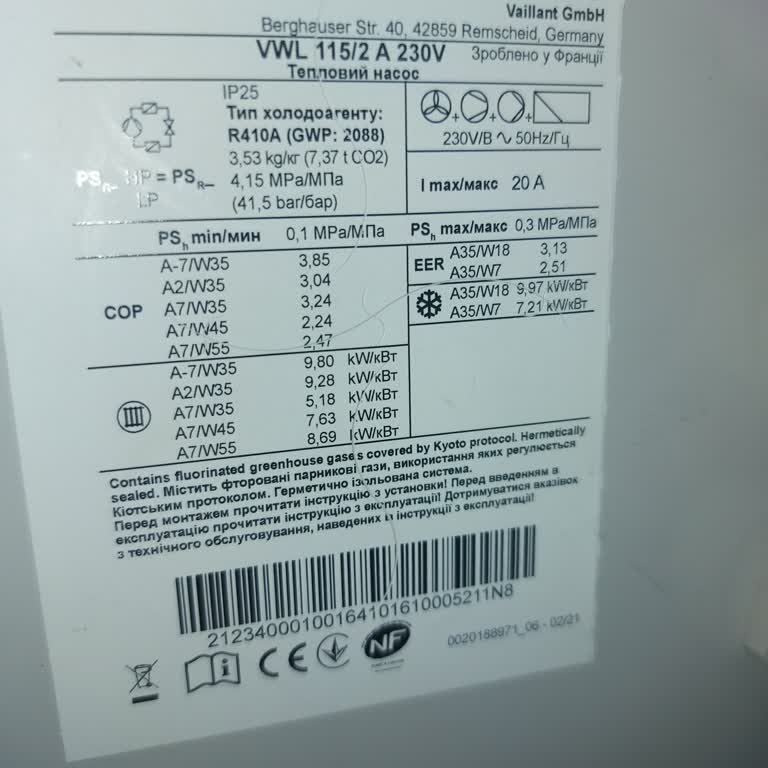 Vaillant GmbH
Berghauser Str. 40, 42859 Remscheid, Germany
VWL 115/2 A 230V Зроблено у Франції
Тепловий насос
IP25
Тип холодоагенту:
R410A (GWP: 2088)
3,53 kg/кг (7,37 t CO2)
PS R– HP = PS R– 4,15 MPa/МПа
LP (41,5 bar/бар)
+ + +
230V/В ~ 50Hz/Гц
I max/макс 20 A
PSh min/мин 0,1 MPa/МПа
PSh max/макс 0,3 MPa/МПа
COP
A-7/W35 3,85
A2/W35 3,04
A7/W35 3,24
A7/W45 2,24
A7/W55 2,47
A-7/W35 9,80 kW/кВт
A2/W35 9,28 kW/кВт
A7/W35 5,18 kW/кВт
A7/W45 7,63 kW/кВт
A7/W55 8,69 kW/кВт
EER
A35/W18 3,13
A35/W7 2,51
A35/W18 9,97 kW/кВт
A35/W7 7,21 kW/кВт
Contains fluorinated greenhouse gases covered by Kyoto protocol. Hermetically
sealed. Містить фторовані парникові гази, використання яких регулюється
Кіотським протоколом. Герметично ізольована система.
Перед монтажем прочитати інструкцію з установки! Перед введенням в
експлуатацію прочитати інструкцію з експлуатації! Дотримуватися вказівок
з технічного обслуговування, наведених в інструкції з експлуатації!
21234000100164101610005211N8
i CE NF
0020188971_06 - 02/21